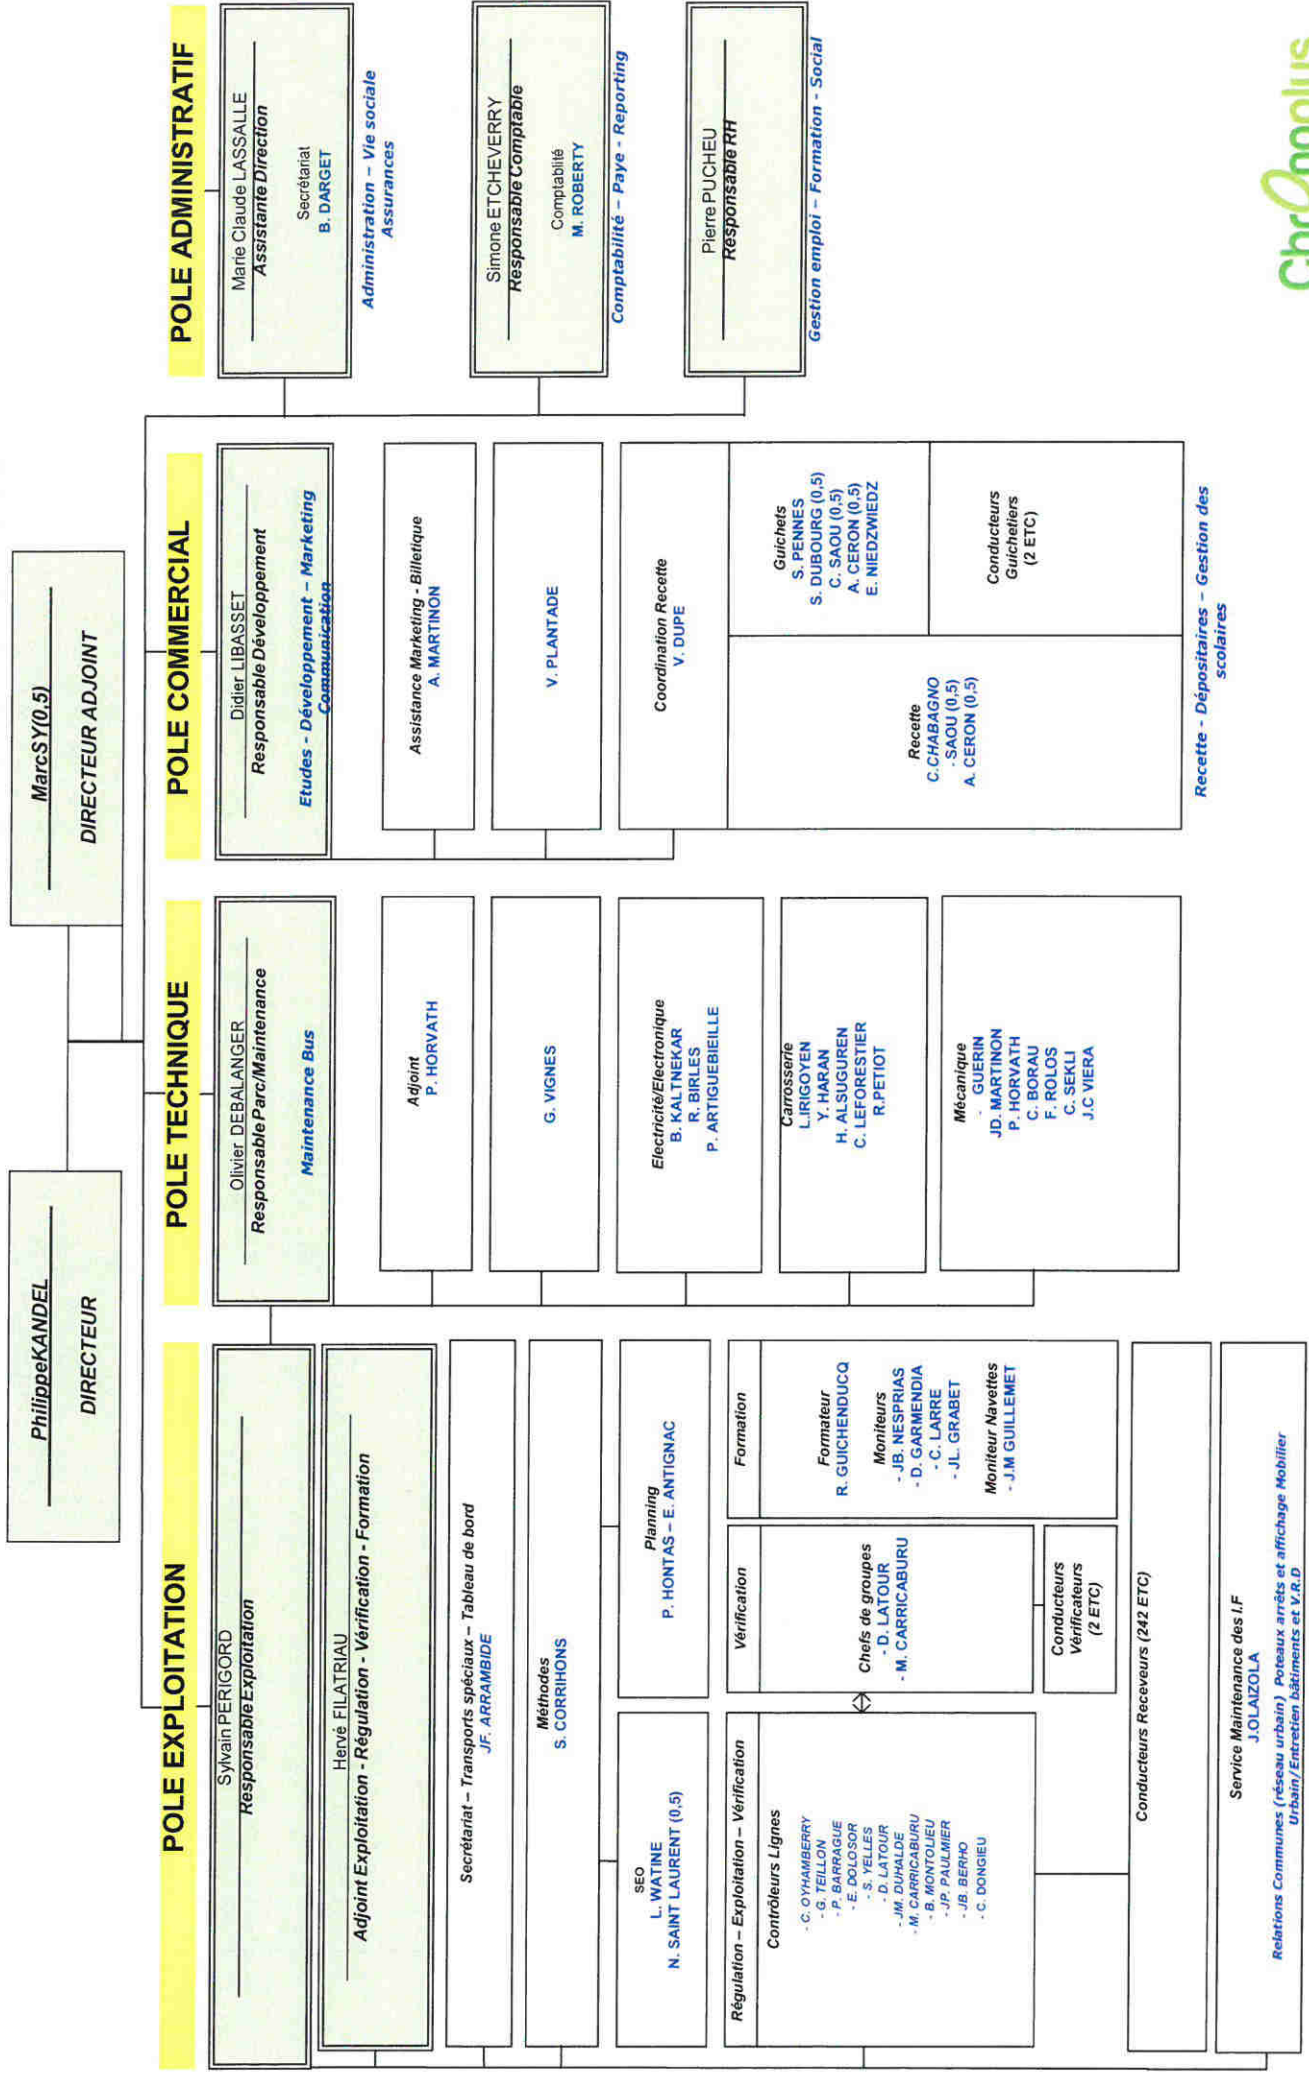 PhilippeKANDEL
DIRECTEUR
MarcSY(0,5)
DIRECTEUR ADJOINT
POLE EXPLOITATION
Sylvain PERIGORD
Responsable Exploitation
Hervé FILATRIAU
Adjoint Exploitation - Régulation - Vérification - Formation
Secrétariat – Transports spéciaux – Tableau de bord
JF. ARRAMBIDE
Méthodes
S. CORRIHONS
SEO
L. WATINE
N. SAINT LAURENT (0,5)
Planning
P. HONTAS – E. ANTIGNAC
Régulation – Exploitation – Vérification
Contrôleurs Lignes
- C. OYHAMBERRY
- G. TEILLON
- P. BARRAGUE
- E. DOLOSOR
- S. YELLES
- D. LATOUR
- JM. DUHALDE
- M. CARRICABURU
- B. MONTOLIEU
- JP. PAULMIER
- JB. BERHO
- C. DONGIEU
Vérification
Chefs de groupes
- D. LATOUR
- M. CARRICABURU
Conducteurs
Vérificateurs
(2 ETC)
Formation
Formateur
R. GUICHENDUCQ
Moniteurs
- JB. NESPRIAS
- D. GARMENDIA
- C. LARRE
- JL. GRABET
Moniteur Navettes
- J.M GUILLEMET
Conducteurs Receveurs (242 ETC)
Service Maintenance des I.F
J.OLAIZOLA
Relations Communes (réseau urbain) Poteaux arrêts et affichage Mobilier
Urbain/Entretien bâtiments et V.R.D
POLE TECHNIQUE
Olivier DEBALANGER
Responsable Parc/Maintenance
Maintenance Bus
Adjoint
P. HORVATH
G. VIGNES
Electricité/Electronique
B. KALTNEKAR
R. BIRLES
P. ARTIGUEBIEILLE
Carrosserie
L.IRIGOYEN
Y. HARAN
H. ALSUGUREN
C. LEFORESTIER
R.PETIOT
Mécanique
- GUERIN
JD. MARTINON
P. HORVATH
C. BORAU
F. ROLOS
C. SEKLI
J.C VIERA
POLE COMMERCIAL
Didier LIBASSET
Responsable Développement
Etudes - Développement – Marketing
Communication
Assistance Marketing - Billetique
A. MARTINON
V. PLANTADE
Coordination Recette
V. DUPE
Recette
C.CHABAGNO
- SAOU (0,5)
A. CERON (0,5)
Guichets
S. PENNES
S. DUBOURG (0,5)
C. SAOU (0,5)
A. CERON (0,5)
E. NIEDZWIEDZ
Conducteurs
Guichetiers
(2 ETC)
Recette - Dépositaires – Gestion des
scolaires
POLE ADMINISTRATIF
Marie Claude LASSALLE
Assistante Direction
Secrétariat
B. DARGET
Administration – Vie sociale
Assurances
Simone ETCHEVERRY
Responsable Comptable
Comptablité
M. ROBERTY
Comptabilité – Paye - Reporting
Pierre PUCHEU
Responsable RH
Gestion emploi – Formation - Social
Chronoplus